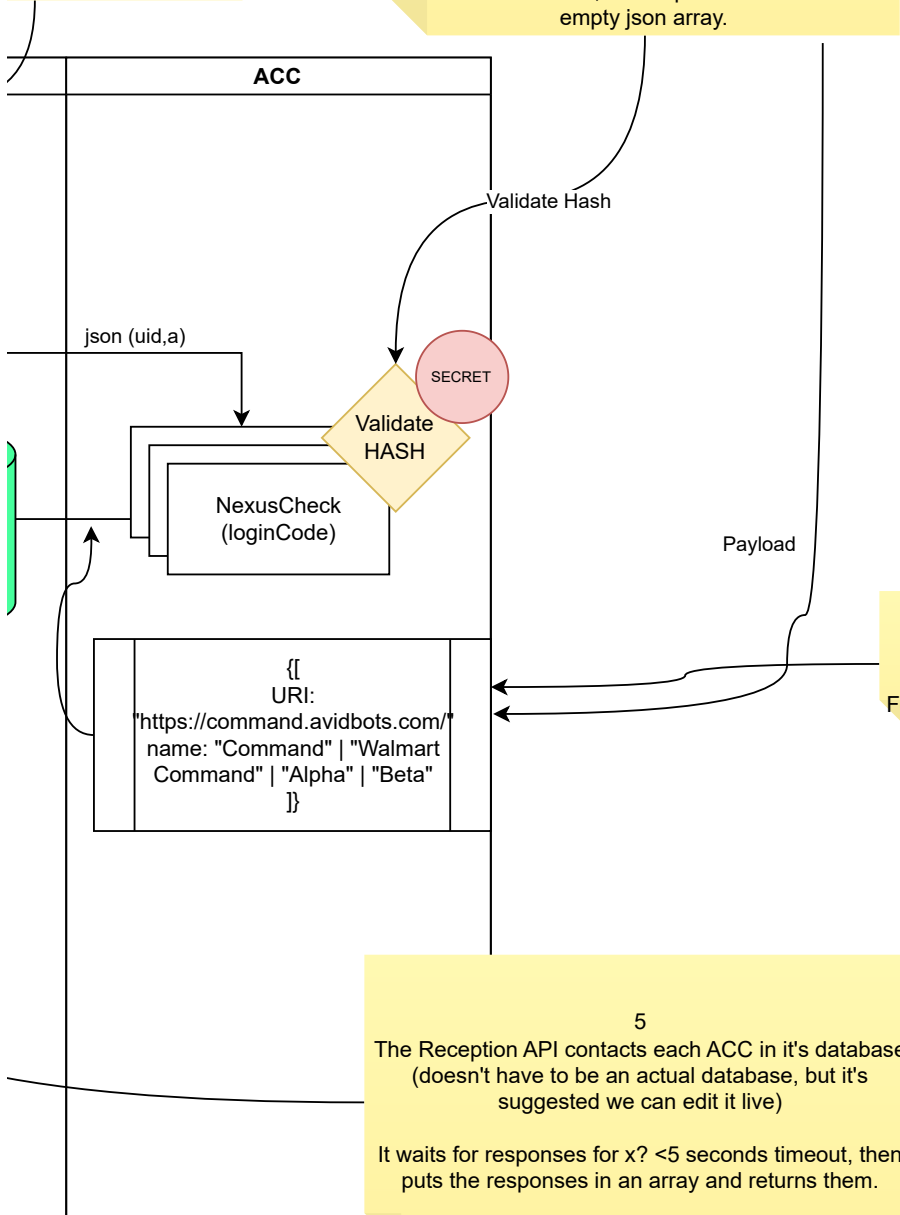 empty json array.
ACC
Validate Hash
json (uid,a)
SECRET
Validate
HASH
NexusCheck
(loginCode)
Payload
{[
URI:
"https://command.avidbots.com/"
name: "Command" | "Walmart
Command" | "Alpha" | "Beta"
]}
F
5
The Reception API contacts each ACC in it's database
(doesn't have to be an actual database, but it's
suggested we can edit it live)
It waits for responses for x? <5 seconds timeout, then
puts the responses in an array and returns them.